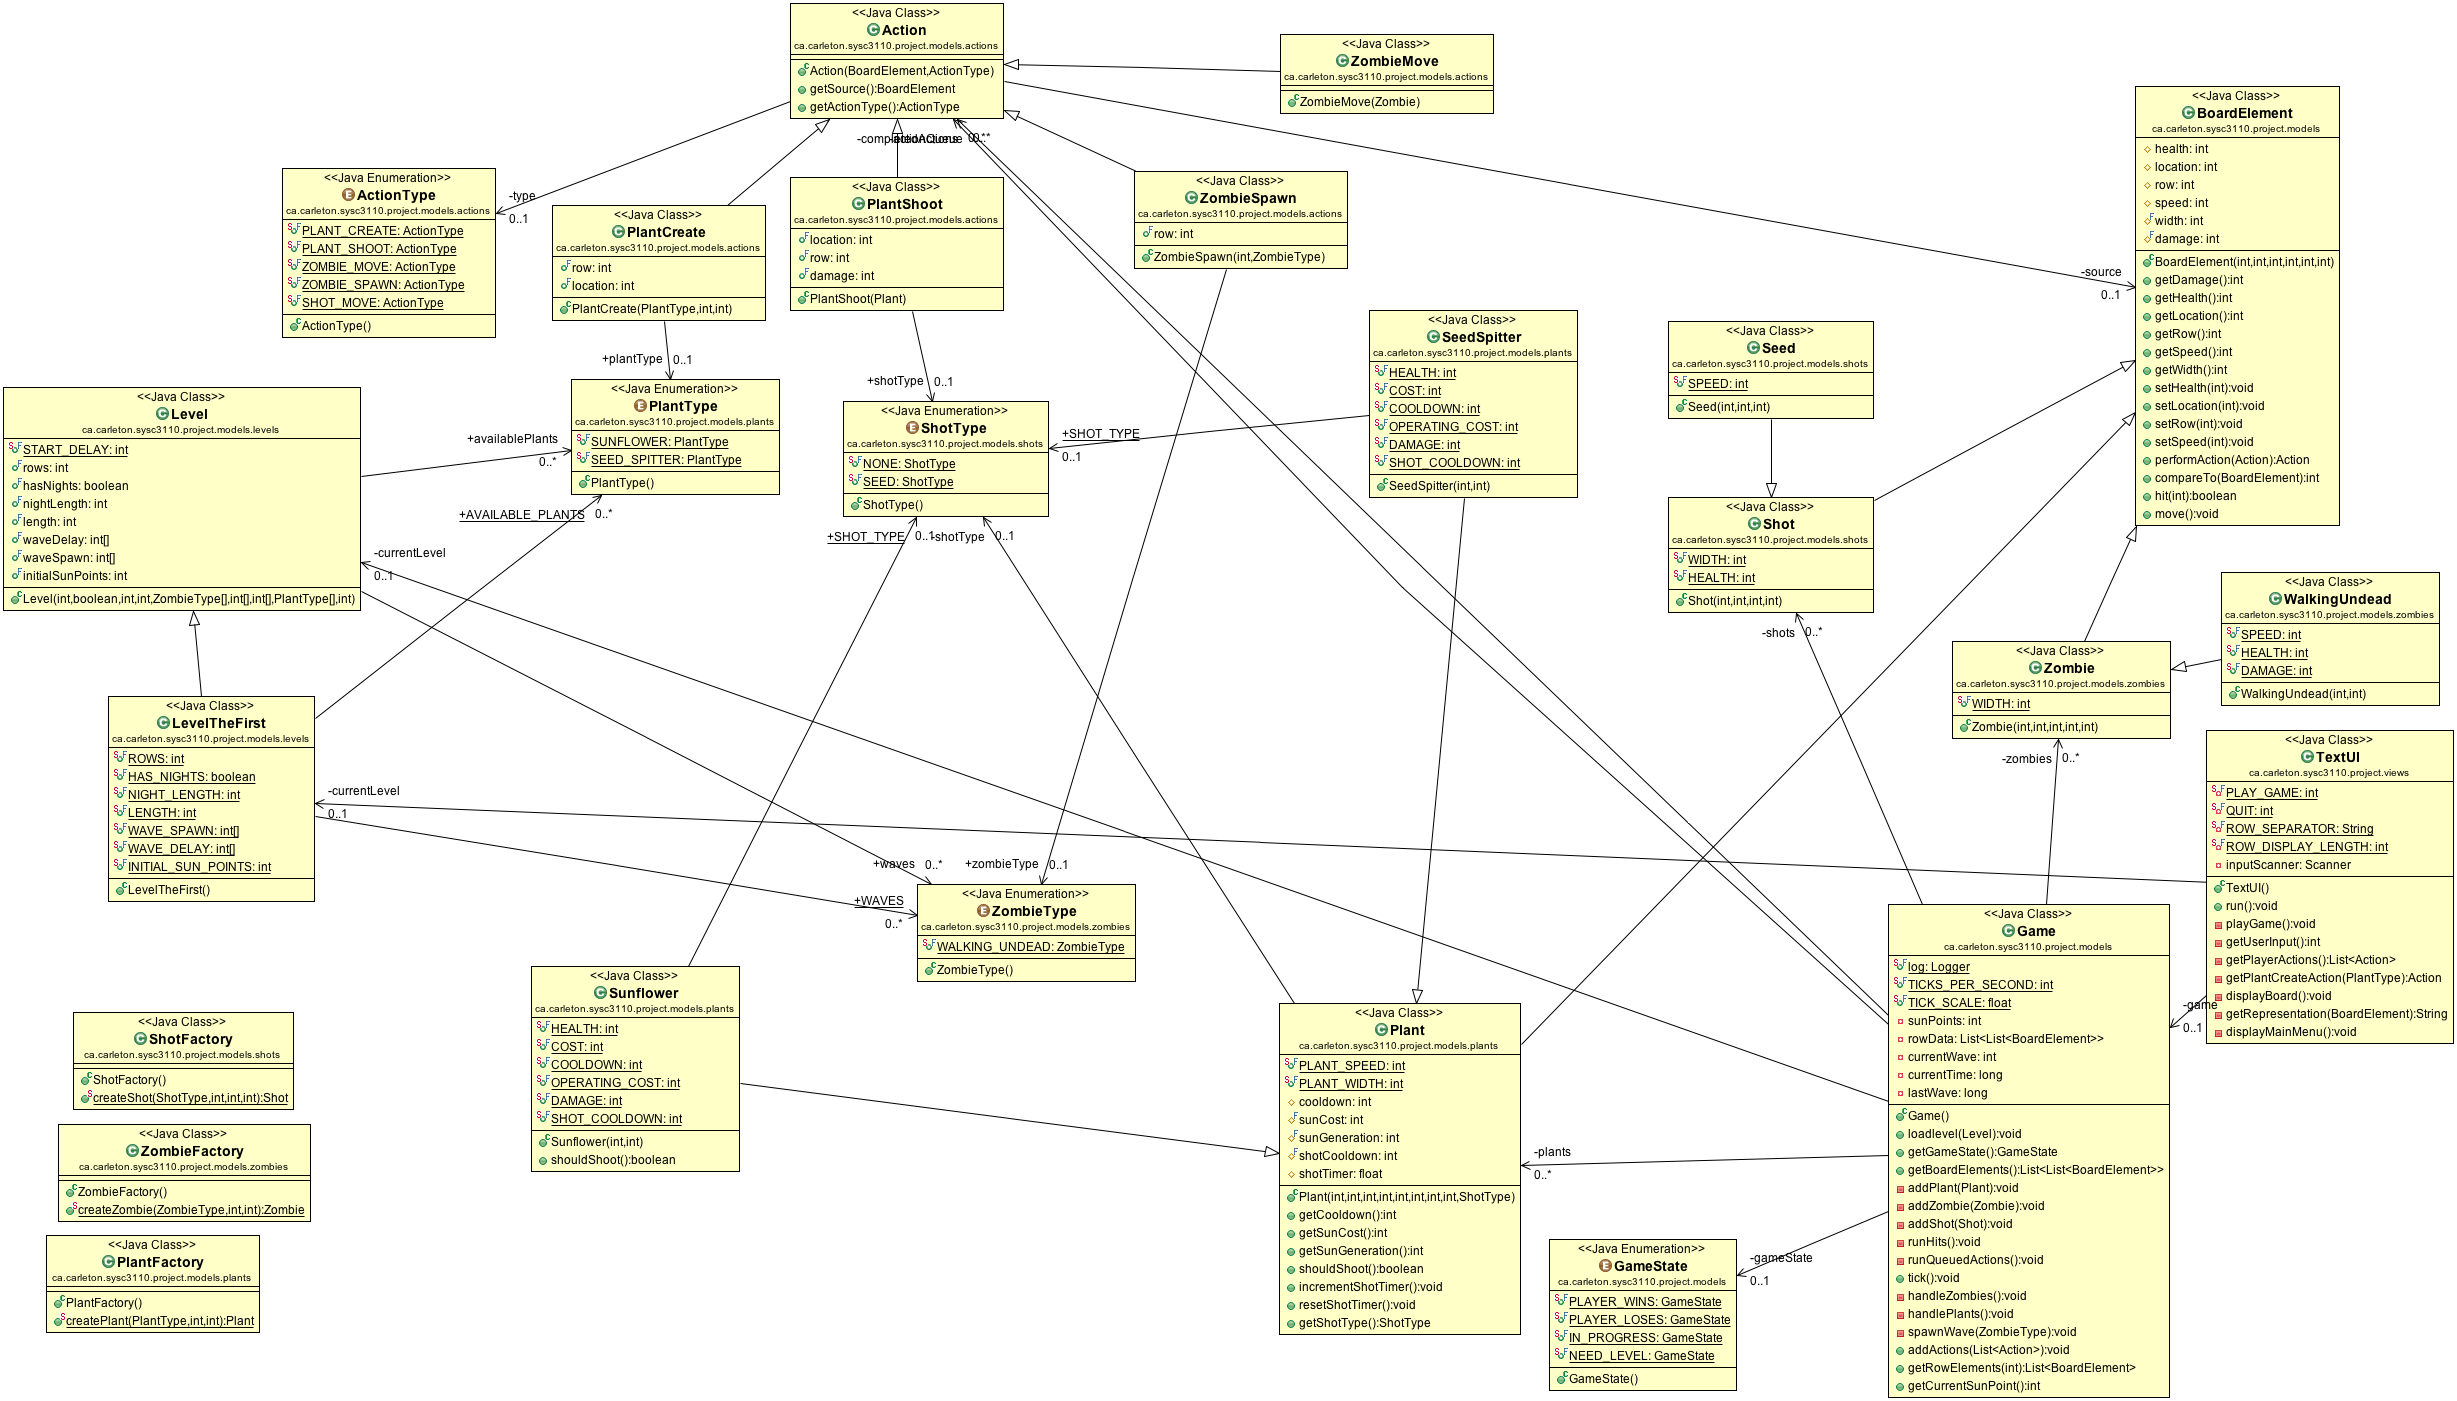 <<Java Class>>
Action
ca.carleton.sysc3110.project.models.actions
Action(BoardElement,ActionType)
getSource():BoardElement
getActionType():ActionType
<<Java Class>>
ZombieMove
ca.carleton.sysc3110.project.models.actions
ZombieMove(Zombie)
<<Java Class>>
BoardElement
ca.carleton.sysc3110.project.models
health: int
location: int
row: int
speed: int
width: int
damage: int
BoardElement(int,int,int,int,int,int)
getDamage():int
getHealth():int
getLocation():int
getRow():int
getSpeed():int
getWidth():int
setHealth(int):void
setLocation(int):void
setRow(int):void
setSpeed(int):void
performAction(Action):Action
compareTo(BoardElement):int
hit(int):boolean
move():void
-source
0..1
0..*
<<Java Enumeration>>
ActionType
ca.carleton.sysc3110.project.models.actions
PLANT_CREATE: ActionType
PLANT_SHOOT: ActionType
ZOMBIE_MOVE: ActionType
ZOMBIE_SPAWN: ActionType
SHOT_MOVE: ActionType
ActionType()
-type
0..1
<<Java Class>>
PlantCreate
ca.carleton.sysc3110.project.models.actions
row: int
location: int
PlantCreate(PlantType,int,int)
+plantType
0..1
<<Java Class>>
PlantShoot
ca.carleton.sysc3110.project.models.actions
location: int
row: int
damage: int
PlantShoot(Plant)
+shotType
0..1
<<Java Class>>
ZombieSpawn
ca.carleton.sysc3110.project.models.actions
row: int
ZombieSpawn(int,ZombieType)
<<Java Class>>
SeedSpitter
ca.carleton.sysc3110.project.models.plants
HEALTH: int
COST: int
COOLDOWN: int
OPERATING_COST: int
DAMAGE: int
SHOT_COOLDOWN: int
SeedSpitter(int,int)
+SHOT_TYPE
0..1
<<Java Class>>
Seed
ca.carleton.sysc3110.project.models.shots
SPEED: int
Seed(int,int,int)
<<Java Class>>
Level
ca.carleton.sysc3110.project.models.levels
START_DELAY: int
rows: int
hasNights: boolean
nightLength: int
length: int
waveDelay: int[]
waveSpawn: int[]
initialSunPoints: int
Level(int,boolean,int,int,ZombieType[],int[],int[],PlantType[],int)
+availablePlants
0..*
<<Java Enumeration>>
PlantType
ca.carleton.sysc3110.project.models.plants
SUNFLOWER: PlantType
SEED_SPITTER: PlantType
PlantType()
+AVAILABLE_PLANTS
0..*
<<Java Enumeration>>
ShotType
ca.carleton.sysc3110.project.models.shots
NONE: ShotType
SEED: ShotType
ShotType()
+SHOT_TYPE
0..1
-shotType
0..1
-currentLevel
0..1
<<Java Class>>
Shot
ca.carleton.sysc3110.project.models.shots
WIDTH: int
HEALTH: int
Shot(int,int,int,int)
-shots
0..*
<<Java Class>>
WalkingUndead
ca.carleton.sysc3110.project.models.zombies
SPEED: int
HEALTH: int
DAMAGE: int
WalkingUndead(int,int)
<<Java Class>>
Zombie
ca.carleton.sysc3110.project.models.zombies
WIDTH: int
Zombie(int,int,int,int,int)
-zombies
0..*
<<Java Class>>
LevelTheFirst
ca.carleton.sysc3110.project.models.levels
ROWS: int
HAS_NIGHTS: boolean
NIGHT_LENGTH: int
LENGTH: int
WAVE_SPAWN: int[]
WAVE_DELAY: int[]
INITIAL_SUN_POINTS: int
LevelTheFirst()
-currentLevel
0..1
<<Java Class>>
TextUI
ca.carleton.sysc3110.project.views
PLAY_GAME: int
QUIT: int
ROW_SEPARATOR: String
ROW_DISPLAY_LENGTH: int
inputScanner: Scanner
TextUI()
run():void
playGame():void
getUserInput():int
getPlayerActions():List<Action>
getPlantCreateAction(PlantType):Action
displayBoard():void
getRepresentation(BoardElement):String
displayMainMenu():void
-game
0..1
+waves
0..*
+zombieType
0..1
+WAVES
0..*
<<Java Enumeration>>
ZombieType
ca.carleton.sysc3110.project.models.zombies
WALKING_UNDEAD: ZombieType
ZombieType()
<<Java Class>>
Game
ca.carleton.sysc3110.project.models
log: Logger
TICKS_PER_SECOND: int
TICK_SCALE: float
sunPoints: int
rowData: List<List<BoardElement>>
currentWave: int
currentTime: long
lastWave: long
Game()
loadlevel(Level):void
getGameState():GameState
getBoardElements():List<List<BoardElement>>
addPlant(Plant):void
addZombie(Zombie):void
addShot(Shot):void
runHits():void
runQueuedActions():void
tick():void
handleZombies():void
handlePlants():void
spawnWave(ZombieType):void
addActions(List<Action>):void
getRowElements(int):List<BoardElement>
getCurrentSunPoint():int
<<Java Class>>
Sunflower
ca.carleton.sysc3110.project.models.plants
HEALTH: int
COST: int
COOLDOWN: int
OPERATING_COST: int
DAMAGE: int
SHOT_COOLDOWN: int
Sunflower(int,int)
shouldShoot():boolean
<<Java Class>>
Plant
ca.carleton.sysc3110.project.models.plants
PLANT_SPEED: int
PLANT_WIDTH: int
cooldown: int
sunCost: int
sunGeneration: int
shotCooldown: int
shotTimer: float
Plant(int,int,int,int,int,int,int,int,ShotType)
getCooldown():int
getSunCost():int
getSunGeneration():int
shouldShoot():boolean
incrementShotTimer():void
resetShotTimer():void
getShotType():ShotType
-plants
0..*
<<Java Class>>
ShotFactory
ca.carleton.sysc3110.project.models.shots
ShotFactory()
createShot(ShotType,int,int,int):Shot
<<Java Class>>
ZombieFactory
ca.carleton.sysc3110.project.models.zombies
ZombieFactory()
createZombie(ZombieType,int,int):Zombie
<<Java Class>>
PlantFactory
ca.carleton.sysc3110.project.models.plants
PlantFactory()
createPlant(PlantType,int,int):Plant
<<Java Enumeration>>
GameState
ca.carleton.sysc3110.project.models
PLAYER_WINS: GameState
PLAYER_LOSES: GameState
IN_PROGRESS: GameState
NEED_LEVEL: GameState
GameState()
-gameState
0..1